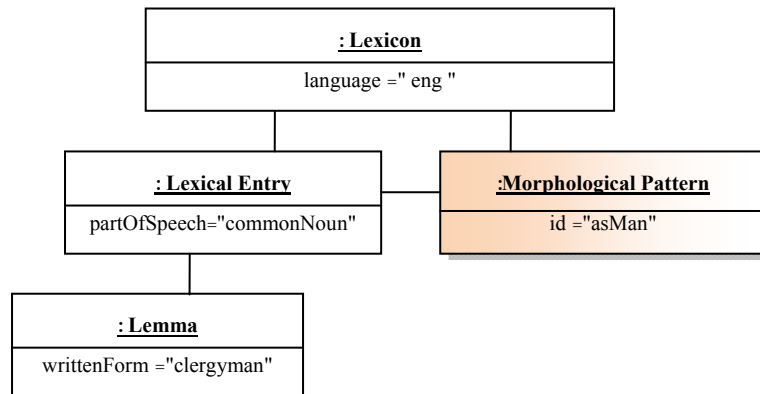 : Lexicon
language =" eng "
: Lexical Entry
partOfSpeech="commonNoun"
:Morphological Pattern
id ="asMan"
: Lemma
writtenForm ="clergyman"